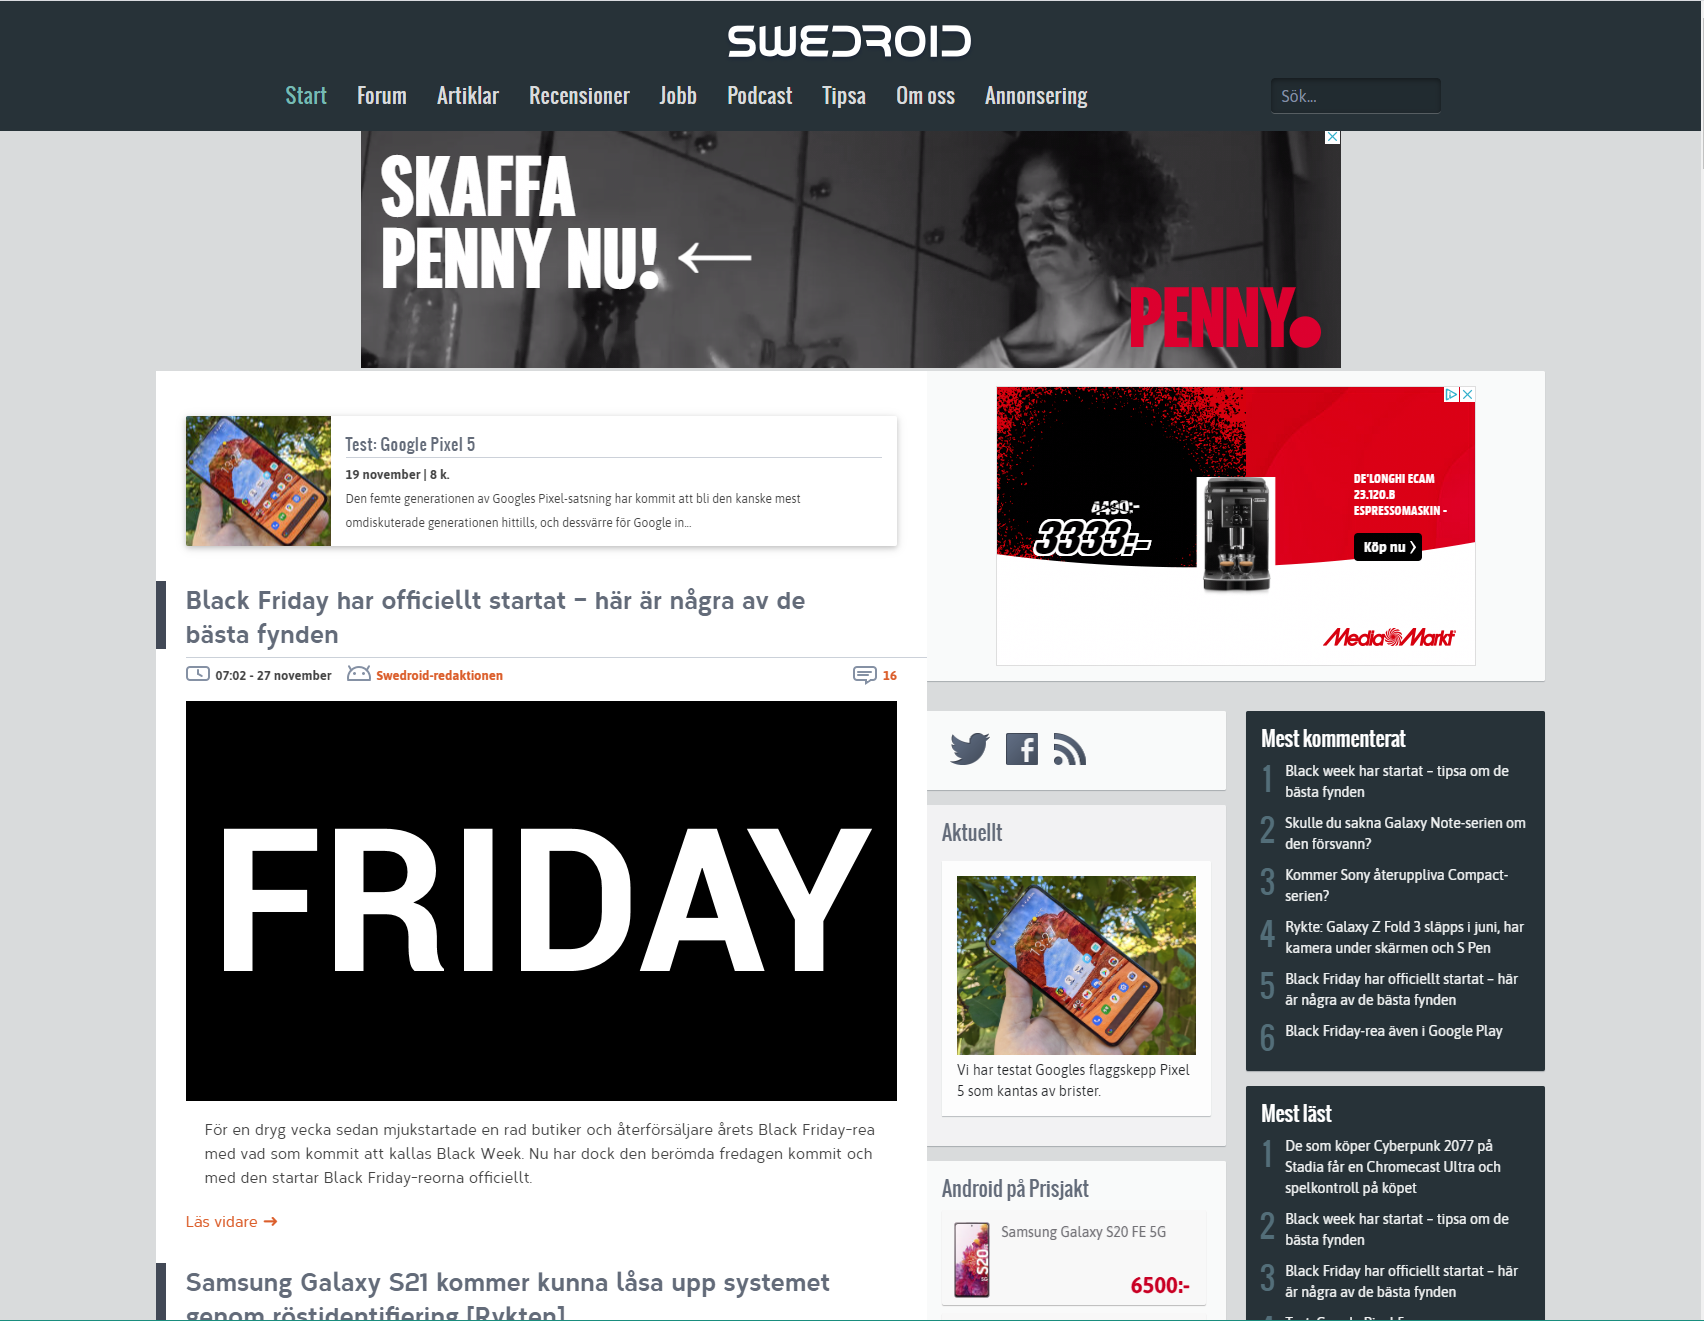 SWEDROID
Start Forum Artiklar Recensioner Jobb Podcast Tipsa Om oss Annonsering
Sök...
SKAFFA
PENNY NU! ←
PENNY.
Test: Google Pixel 5
19 november | 8 k.
Den femte generationen av Googles Pixel-satsning har kommit att bli den kanske mest
omdiskuterade generationen hittills, och dessvärre för Google in...
DE'LONGHI ECAM
23.120.B
ESPRESSOMASKIN -
4490:-
3333:-
Köp nu
Media Markt
Black Friday har officiellt startat – här är några av de
bästa fynden
07:02 - 27 november Swedroid-redaktionen 16
FRIDAY
För en dryg vecka sedan mjukstartade en rad butiker och återförsäljare årets Black Friday-rea
med vad som kommit att kallas Black Week. Nu har dock den berömda fredagen kommit och
med den startar Black Friday-reorna officiellt.
Läs vidare →
Samsung Galaxy S21 kommer kunna låsa upp systemet
genom röstidentifiering [Rykten]
Aktuellt
Vi har testat Googles flaggskepp Pixel
5 som kantas av brister.
Android på Prisjakt
Samsung Galaxy S20 FE 5G
S20
6500:-
Mest kommenterat
1 Black week har startat – tipsa om de
bästa fynden
2 Skulle du sakna Galaxy Note-serien om
den försvann?
3 Kommer Sony återuppliva Compact-
serien?
4 Rykte: Galaxy Z Fold 3 släpps i juni, har
kamera under skärmen och S Pen
5 Black Friday har officiellt startat – här
är några av de bästa fynden
6 Black Friday-rea även i Google Play
Mest läst
1 De som köper Cyberpunk 2077 på
Stadia får en Chromecast Ultra och
spelkontroll på köpet
2 Black week har startat – tipsa om de
bästa fynden
3 Black Friday har officiellt startat – här
är några av de bästa fynden